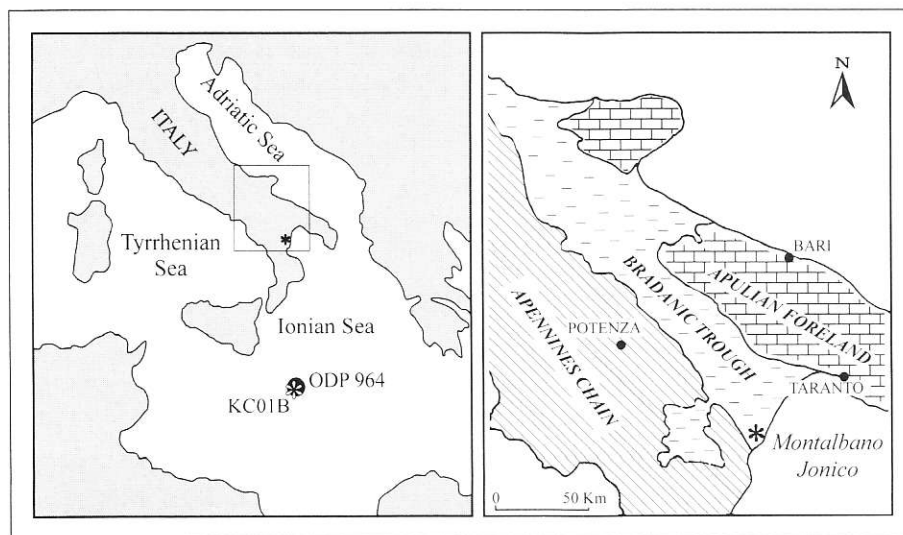 ITALY
Adriatic Sea
Tyrrhenian
Sea
Ionian Sea
ODP 964
KC01B
N
BARI
APULIAN FORELAND
BRADANIC TROUGH
APENNINES CHAIN
POTENZA
TARANTO
Montalbano
Jonico
0 50 Km